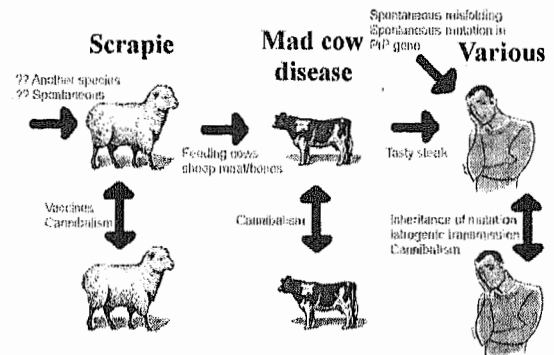 Spontaneous misfolding
Spontaneous mutation in
PrP gene
Scrapie
Mad cow
disease
Various
?? Another species
?? Spontaneous
Feeding cows
sheep meat/bones
Tasty steak
Vaccines
Cannibalism
Cannibalism
Inheritance of mutation
Iatrogenic transmission
Cannibalism